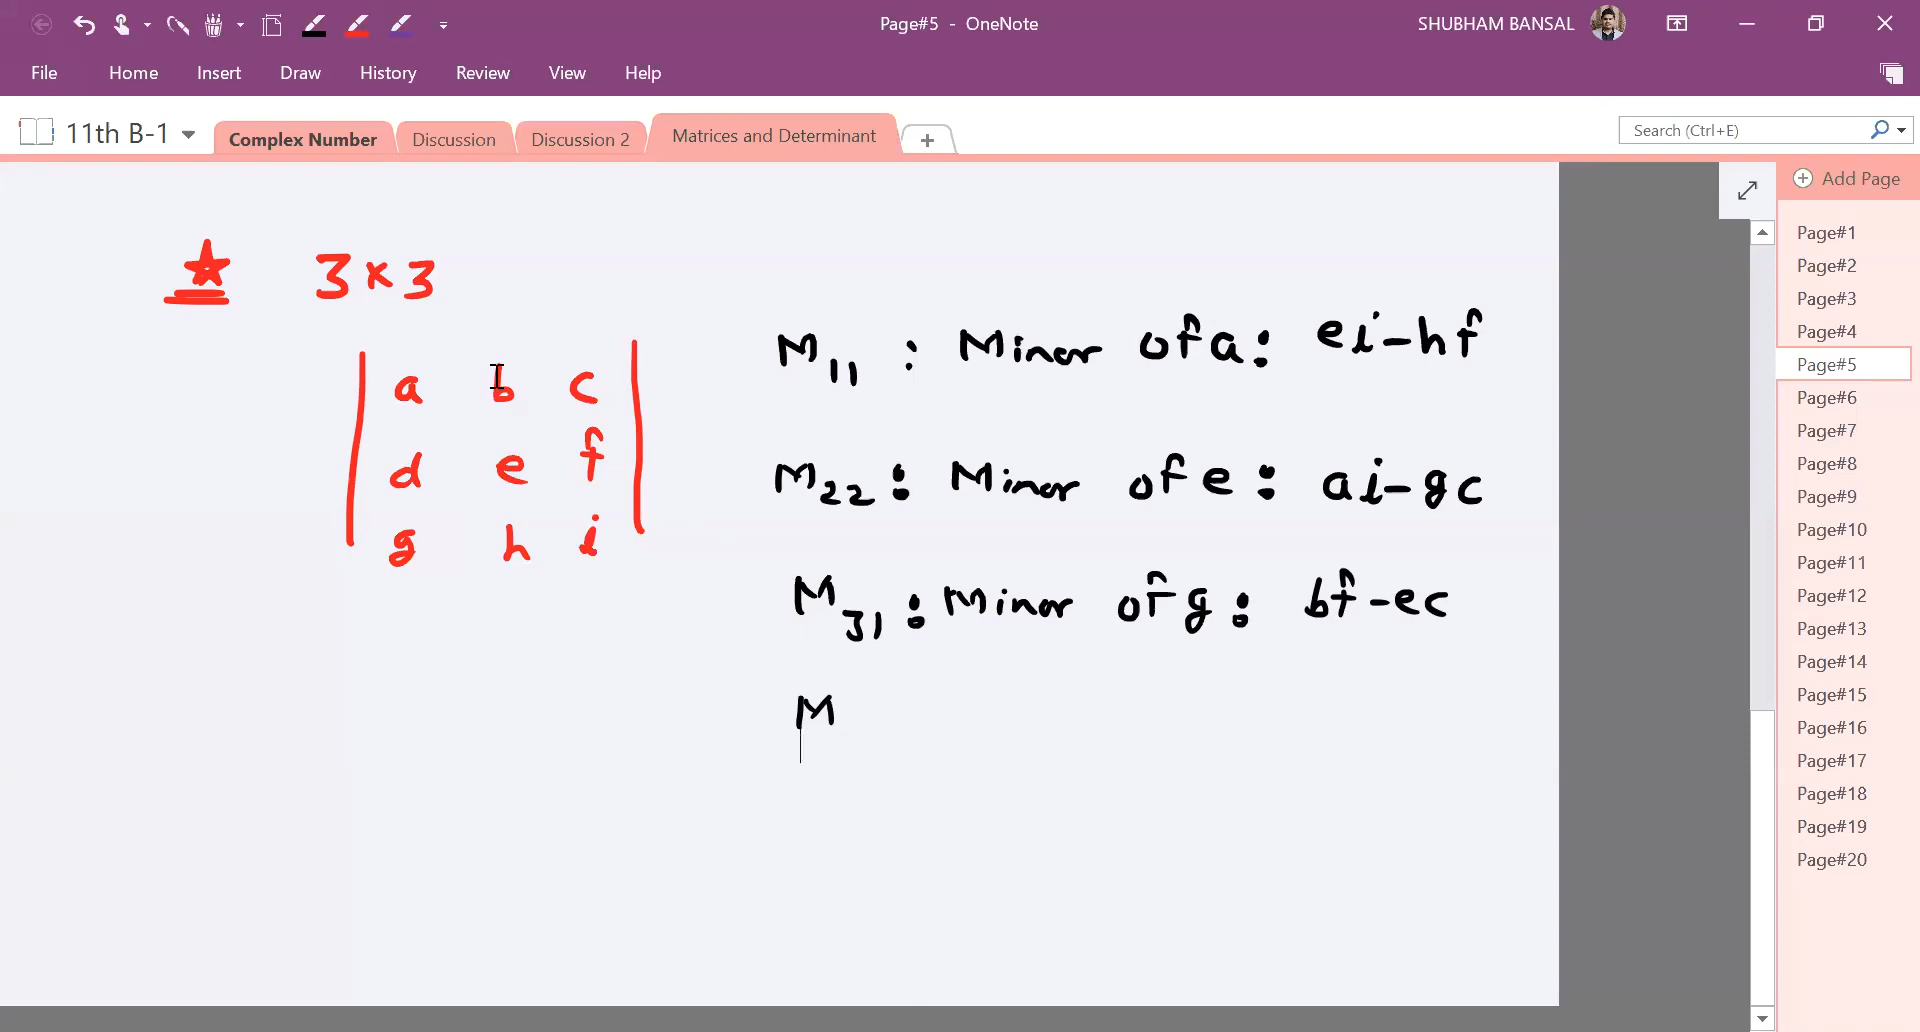 Page#5 - OneNote
SHUBHAM BANSAL
File Home Insert Draw History Review View Help
11th B-1
Complex Number
Discussion
Discussion 2
Matrices and Determinant
Search (Ctrl+E)
Add Page
3 × 3
a b c
d e f
g h i
M11 : Minor of a : ei-hf
M22 : Minor of e : ai-gc
M31 : Minor of g : bf-ec
M
Page#1
Page#2
Page#3
Page#4
Page#5
Page#6
Page#7
Page#8
Page#9
Page#10
Page#11
Page#12
Page#13
Page#14
Page#15
Page#16
Page#17
Page#18
Page#19
Page#20